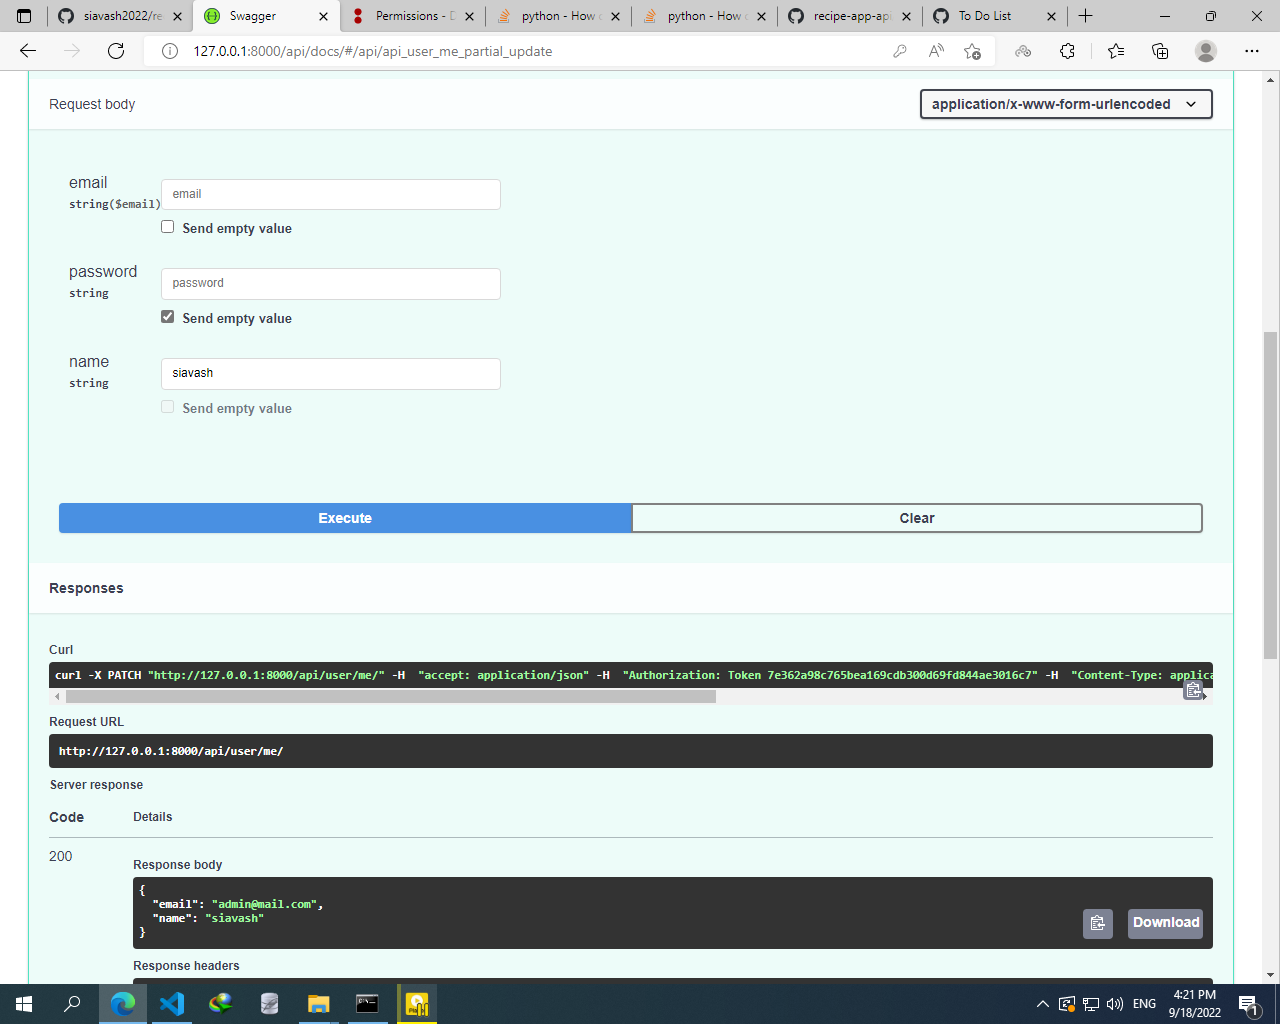 siavash2022/re
Swagger
Permissions - D
python - How
python - How
recipe-app-api
To Do List
127.0.0.1:8000/api/docs/#/api/api_user_me_partial_update
Request body
application/x-www-form-urlencoded
email
string($email)
email
Send empty value
password
string
password
Send empty value
name
string
siavash
Send empty value
Execute
Clear
Responses
Curl
curl -X PATCH "http://127.0.0.1:8000/api/user/me/" -H  "accept: application/json" -H  "Authorization: Token 7e362a98c765bea169cdb300d69fd844ae3016c7" -H  "Content-Type: applica
Request URL
http://127.0.0.1:8000/api/user/me/
Server response
Code
Details
200
Response body
{
  "email": "admin@mail.com",
  "name": "siavash"
}
Download
Response headers
ENG
4:21 PM
9/18/2022
1